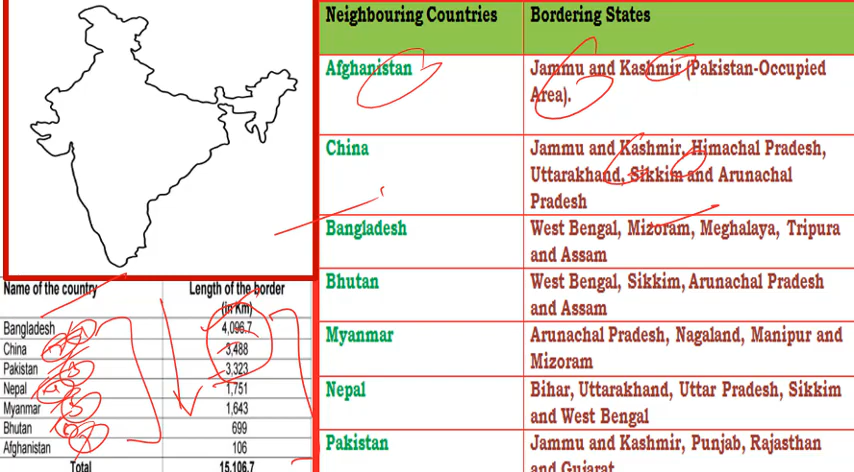 Neighbouring Countries
Bordering States
Afghanistan
Jammu and Kashmir (Pakistan-Occupied
Area).
China
Jammu and Kashmir, Himachal Pradesh,
Uttarakhand, Sikkim and Arunachal
Pradesh
Bangladesh
West Bengal, Mizoram, Meghalaya, Tripura
and Assam
Bhutan
West Bengal, Sikkim, Arunachal Pradesh
and Assam
Myanmar
Arunachal Pradesh, Nagaland, Manipur and
Mizoram
Nepal
Bihar, Uttarakhand, Uttar Pradesh, Sikkim
and West Bengal
Pakistan
Jammu and Kashmir, Punjab, Rajasthan
and Gujarat
Name of the country
Length of the border
(in Km)
Bangladesh 4,096.7
China 3,488
Pakistan 3,323
Nepal 1,751
Myanmar 1,643
Bhutan 699
Afghanistan 106
Total 15,106.7